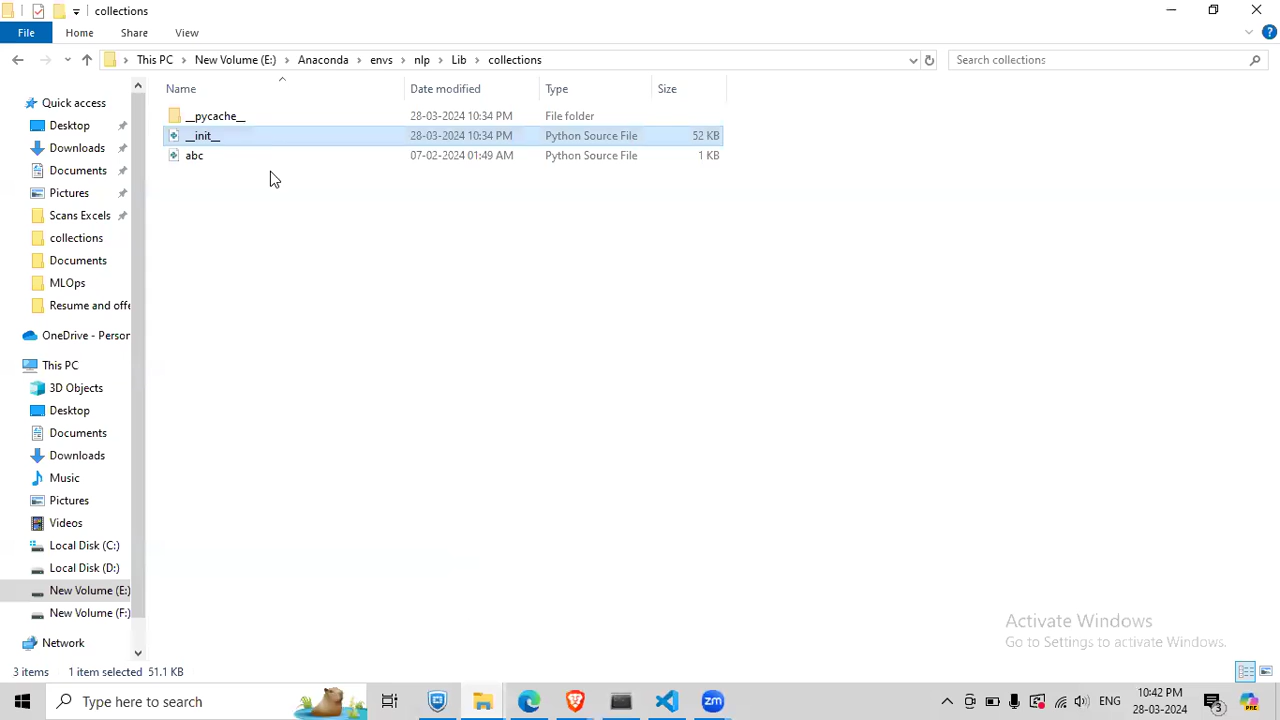 collections
File Home Share View
This PC New Volume (E:) Anaconda envs nlp Lib collections Search collections
Name Date modified Type Size
Quick access
__pycache__ 28-03-2024 10:34 PM File folder
Desktop
__init__ 28-03-2024 10:34 PM Python Source File 52 KB
Downloads
abc 07-02-2024 01:49 AM Python Source File 1 KB
Documents
Pictures
Scans Excels
collections
Documents
MLOps
Resume and offe
OneDrive - Person
This PC
3D Objects
Desktop
Documents
Downloads
Music
Pictures
Videos
Local Disk (C:)
Local Disk (D:)
New Volume (E:)
New Volume (F:)
Network
Activate Windows
Go to Settings to activate Windows.
3 items 1 item selected 51.1 KB
Type here to search
ENG
10:42 PM
28-03-2024
3
PRE